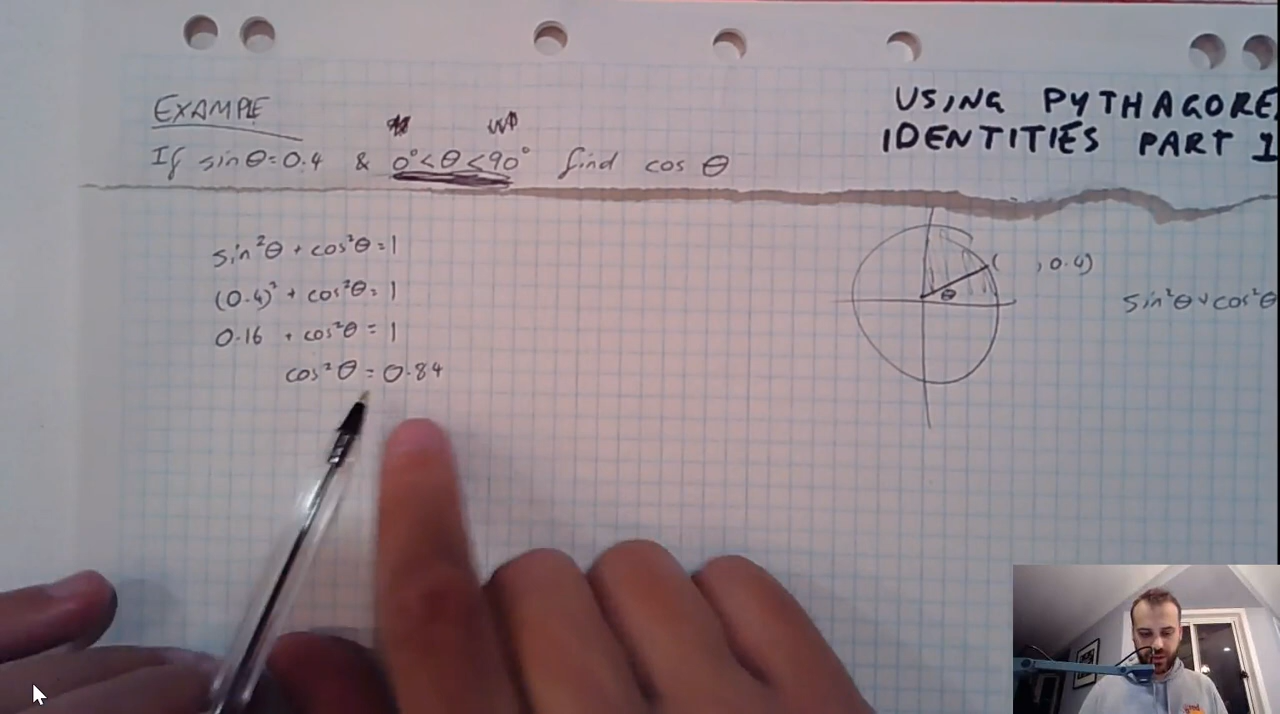 EXAMPLE
If sin θ = 0.4 & 0° < θ < 90° find cos θ
USING PYTHAGORE
IDENTITIES PART 1
sin²θ + cos²θ = 1
(0.4)² + cos²θ = 1
0.16 + cos²θ = 1
cos²θ = 0.84
( , 0.4)
θ
sin²θ + cos²θ